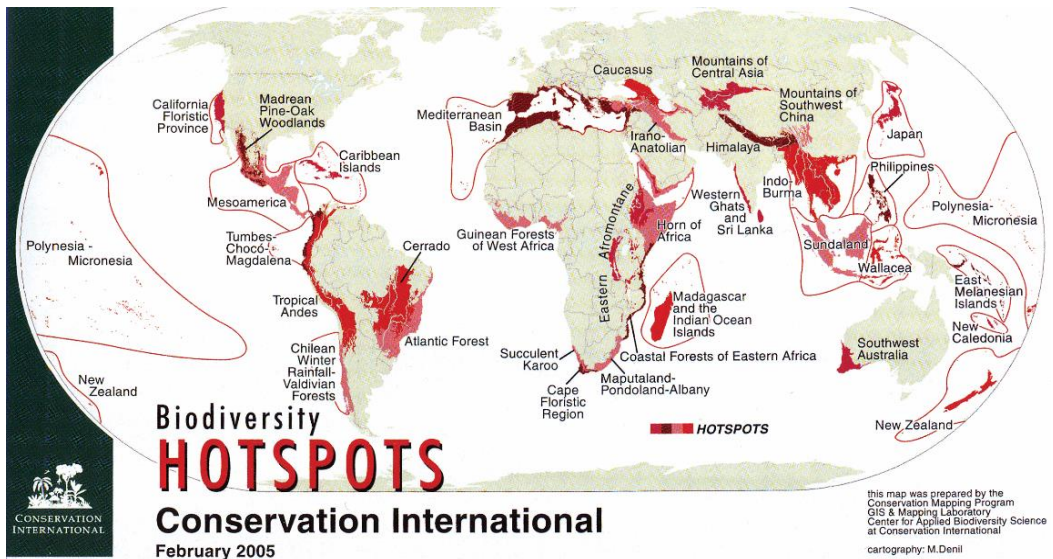 California
Floristic
Province
Madrean
Pine-Oak
Woodlands
Caribbean
Islands
Mesoamerica
Polynesia -
Micronesia
Tumbes-
Chocó-
Magdalena
Cerrado
Tropical
Andes
Atlantic Forest
Chilean
Winter
Rainfall-
Valdivian
Forests
New
Zealand
Mediterranean
Basin
Caucasus
Irano-
Anatolian
Mountains of
Central Asia
Mountains of
Southwest
China
Himalaya
Japan
Philippines
Indo-
Burma
Western
Ghats
and
Sri Lanka
Guinean Forests
of West Africa
Eastern Afromontane
Horn of
Africa
Sundaland
Wallacea
Polynesia-
Micronesia
East
Melanesian
Islands
New
Caledonia
Madagascar
and the
Indian Ocean
Islands
Coastal Forests of Eastern Africa
Succulent
Karoo
Cape
Floristic
Region
Maputaland-
Pondoland-Albany
Southwest
Australia
New Zealand
HOTSPOTS
Biodiversity
HOTSPOTS
Conservation International
February 2005
CONSERVATION
INTERNATIONAL
this map was prepared by the
Conservation Mapping Program
GIS & Mapping Laboratory
Center for Applied Biodiversity Science
at Conservation International
cartography: M.Denil